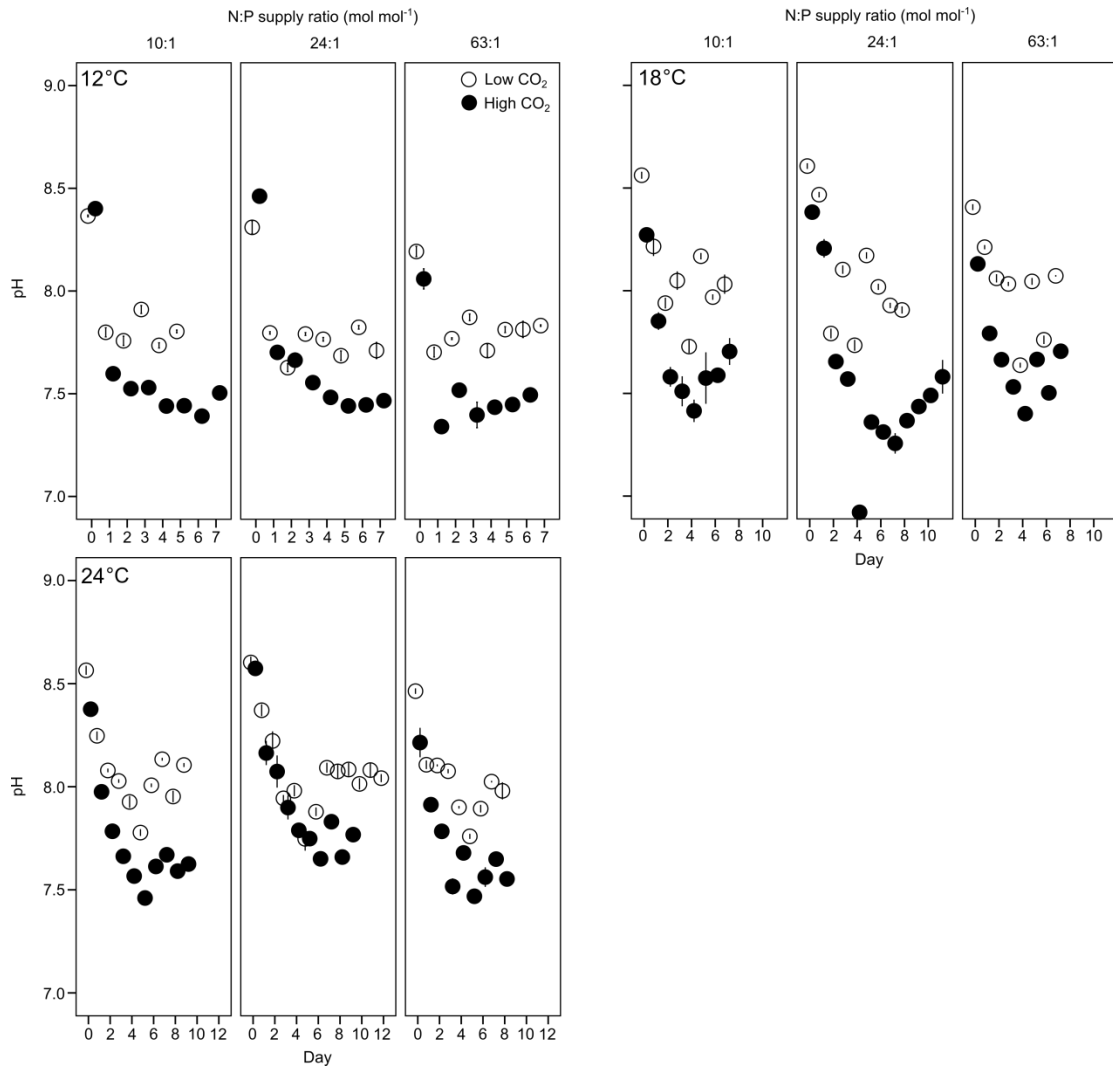 N:P supply ratio (mol mol⁻¹)
10:1 24:1 63:1
12°C
Low CO₂
High CO₂
9.0
8.5
8.0
7.5
7.0
pH
0 1 2 3 4 5 6 7
0 1 2 3 4 5 6 7
0 1 2 3 4 5 6 7
N:P supply ratio (mol mol⁻¹)
10:1 24:1 63:1
18°C
0 2 4 6 8 10
0 2 4 6 8 10
0 2 4 6 8 10
Day
24°C
9.0
8.5
8.0
7.5
7.0
pH
0 2 4 6 8 10 12
0 2 4 6 8 10 12
0 2 4 6 8 10 12
Day